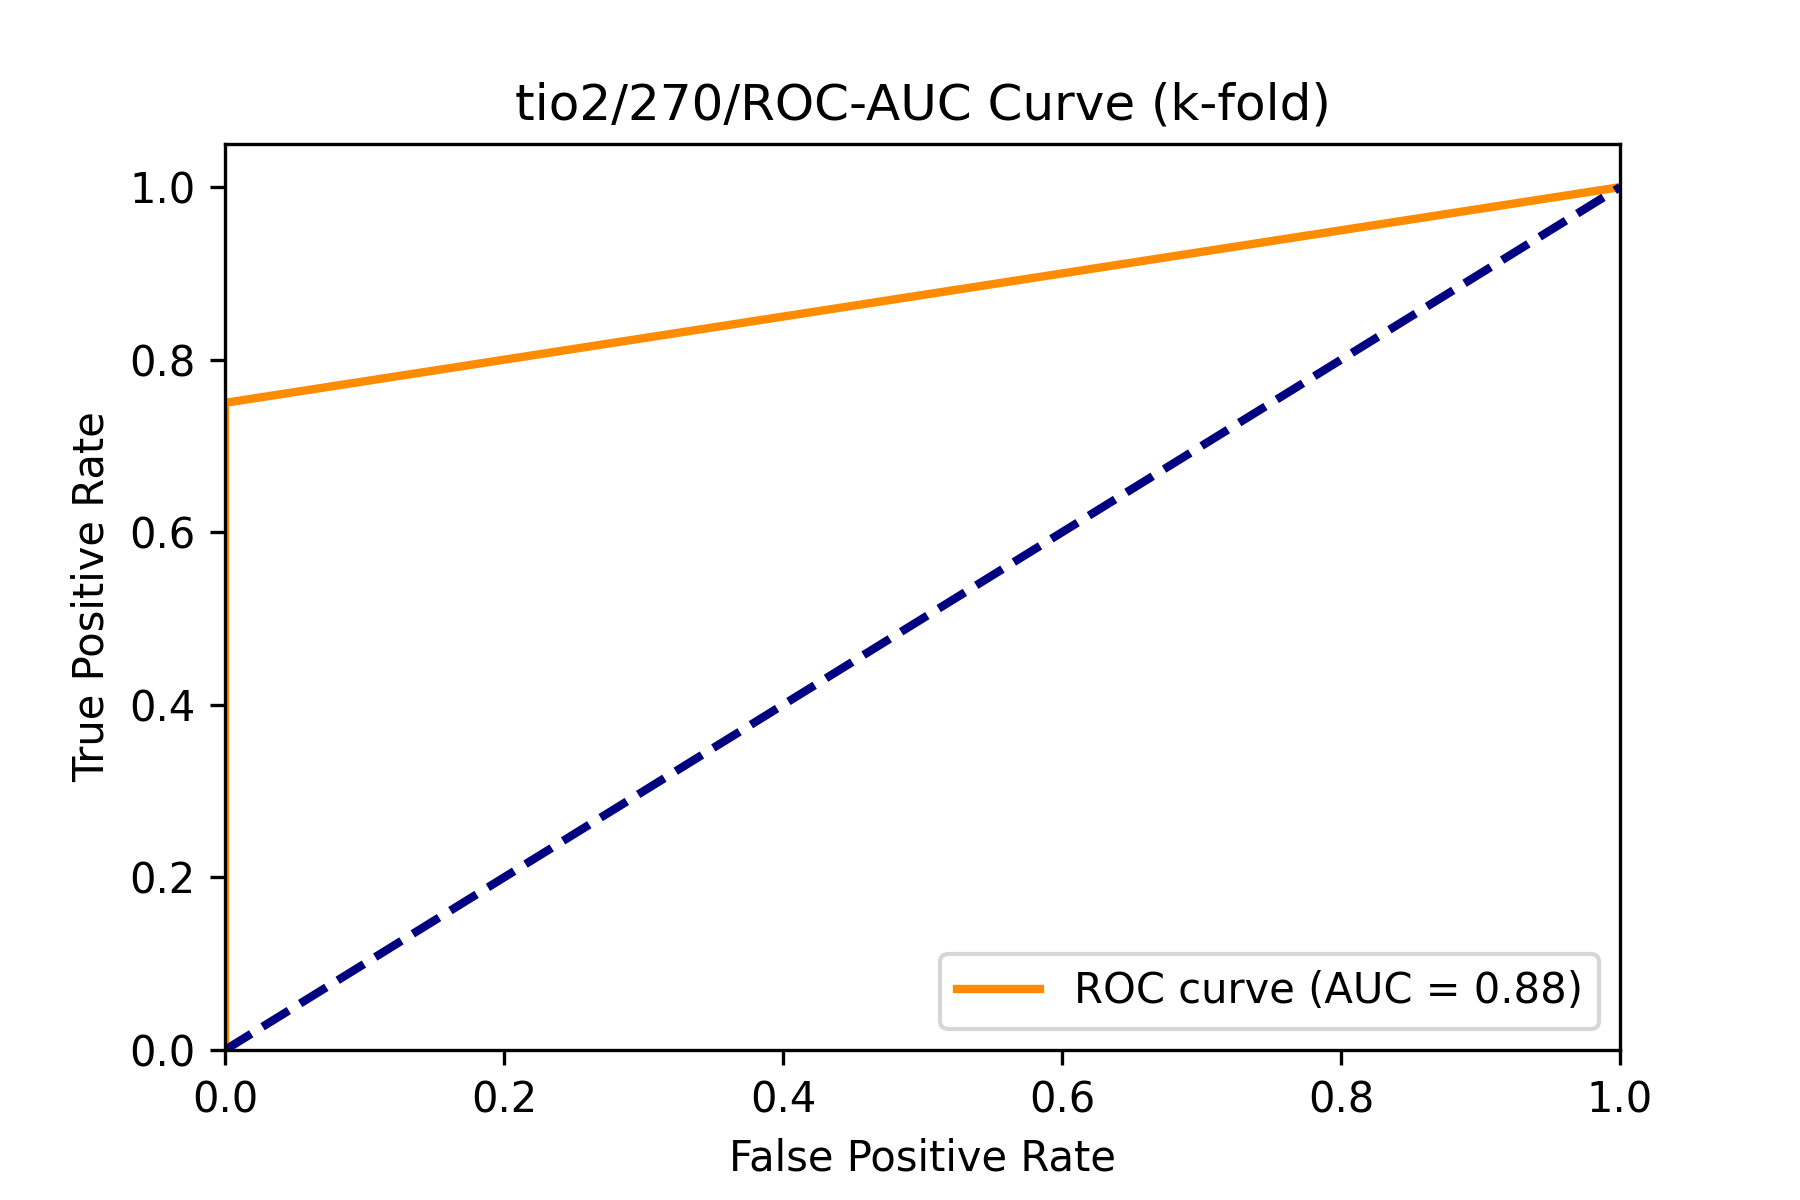 tio2/270/ROC-AUC Curve (k-fold)
1.0
0.8
0.6
0.4
0.2
0.0
True Positive Rate
ROC curve (AUC = 0.88)
0.0 0.2 0.4 0.6 0.8 1.0
False Positive Rate